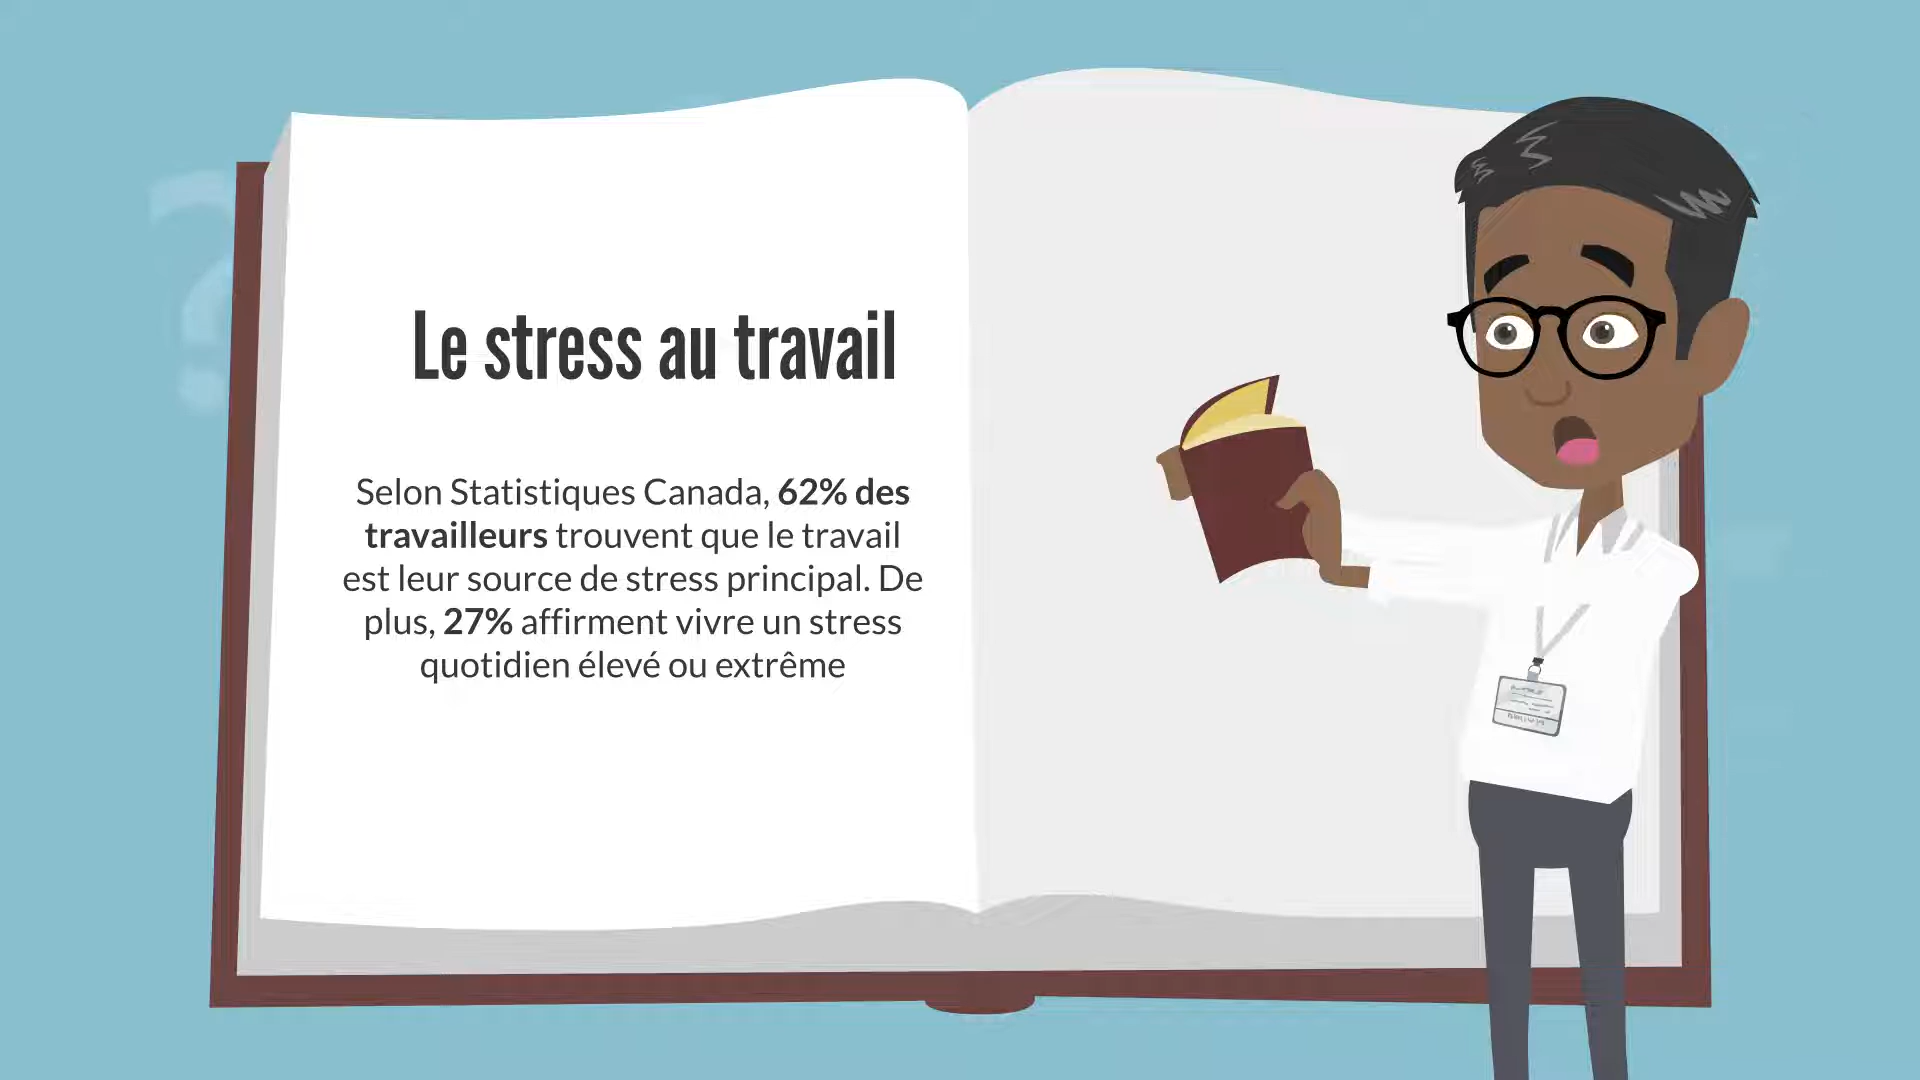 Le stress au travail
Selon Statistiques Canada, 62% des
travailleurs trouvent que le travail
est leur source de stress principal. De
plus, 27% affirment vivre un stress
quotidien élevé ou extrême